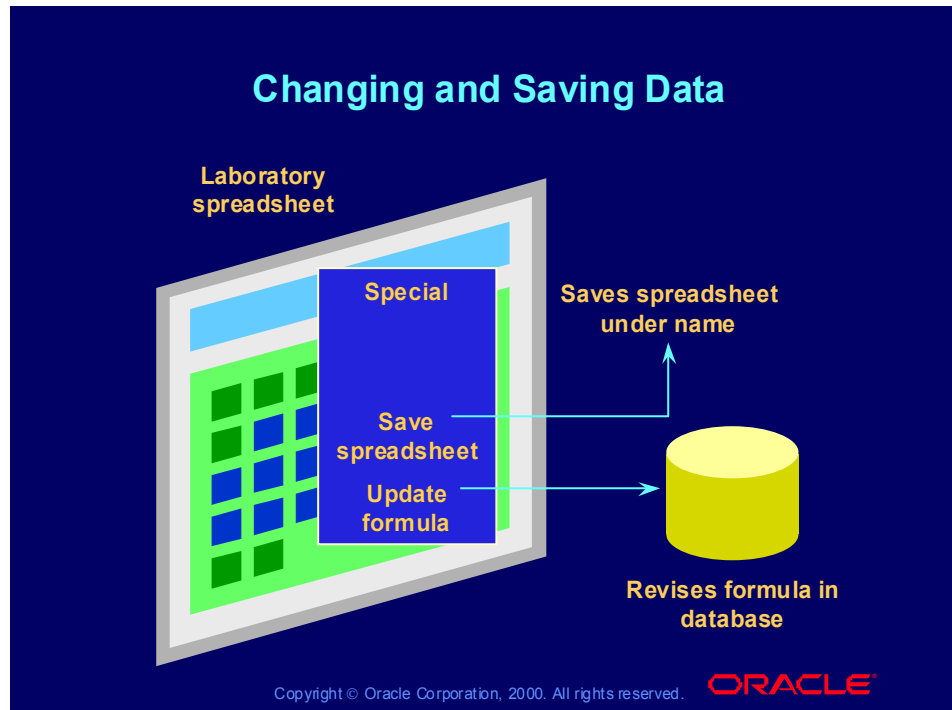 Changing and Saving Data
Laboratory
spreadsheet
Special
Saves spreadsheet
under name
Save
spreadsheet
Update
formula
Revises formula in
database
Copyright © Oracle Corporation, 2000. All rights reserved.
ORACLE®